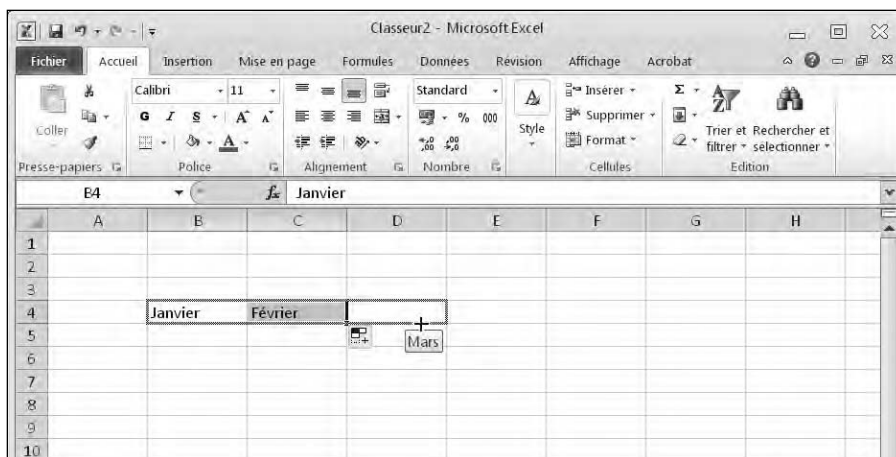 Classeur2 - Microsoft Excel
Fichier Accueil Insertion Mise en page Formules Données Révision Affichage Acrobat
Calibri 11 Standard Insérer Σ
Coller G I S A A % 000 Style Supprimer Trier et filtrer Rechercher et sélectionner
A Format
Presse-papiers Police Alignement Nombre Cellules Edition
B4 fx Janvier
A B C D E F G H
1
2
3
4 Janvier Février
5 Mars
6
7
8
9
10